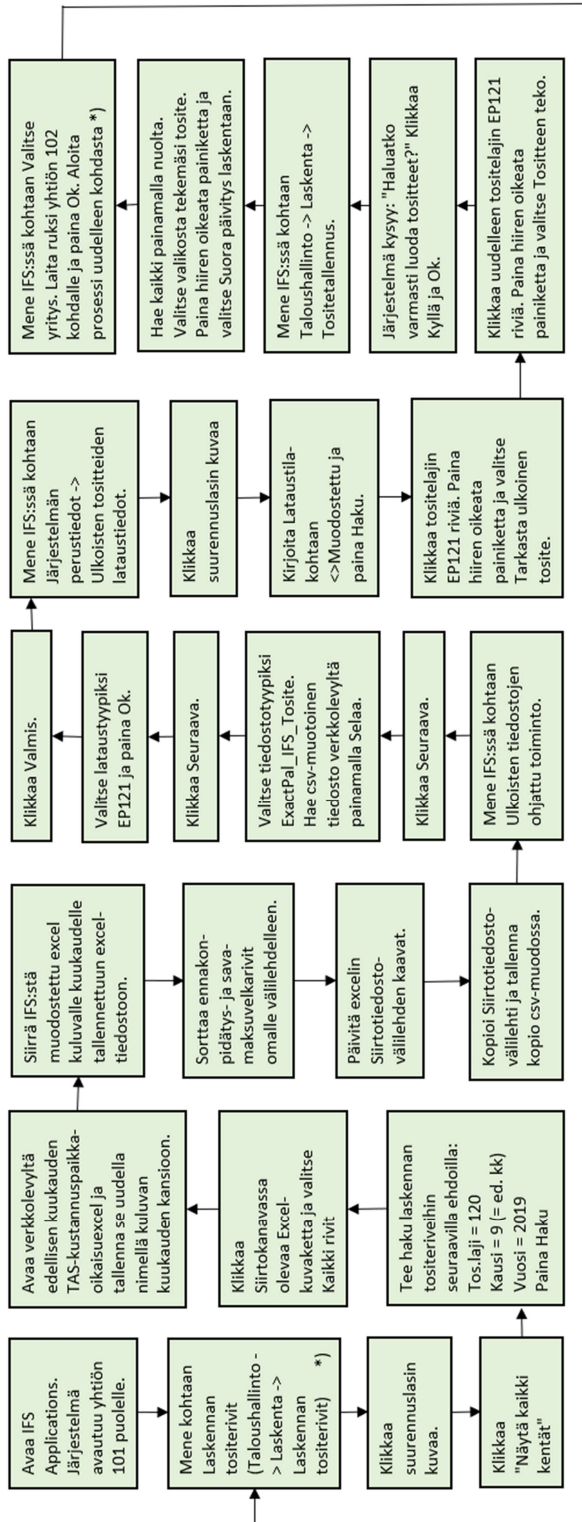 Avaa IFS
Applications.
Järjestelmä
avautuu yhtiön
101 puolelle.
Mene kohtaan
Laskennan
tositerivit
(Taloushallinto -
> Laskenta ->
Laskennan
tositerivit) *)
Klikkaa
suurennuslasin
kuvaa.
Klikkaa
"Näytä kaikki
kentät"
Tee haku laskennan
tositeriveihin
seuraavilla ehdoilla:
Tos.laji = 120
Kausi = 9 (= ed. kk)
Vuosi = 2019
Paina Haku
Klikkaa
Siirtokanavassa
olevaa Excel-
kuvaketta ja valitse
Kaikki rivit
Avaa verkkolevyltä
edellisen kuukauden
TAS-kustannuspaikka-
oikaisuexcel ja
tallenna se uudella
nimellä kuluvan
kuukauden kansioon.
Siirrä IFS:stä
muodostettu excel
kuluvalle kuukaudelle
tallennettuun excel-
tiedostoon.
Sorttaa ennakon-
pidätys- ja sava-
maksuvelkarivit
omalle välilehdelleen.
Päivitä excelin
Siirtotiedosto-
välilehden kaavat.
Kopioi Siirtotiedosto-
välilehti ja tallenna
kopio csv-muodossa.
Mene IFS:ssä kohtaan
Ulkoisten tiedostojen
ohjattu toiminto.
Klikkaa Seuraava.
Valitse tiedostotyypiksi
ExactPal_IFS_Tosite.
Hae csv-muotoinen
tiedosto verkkolevyltä
painamalla Selaa.
Klikkaa Seuraava.
Valitse lataustyypiksi
EP121 ja paina Ok.
Klikkaa Valmis.
Mene IFS:ssä kohtaan
Järjestelmän
perustiedot ->
Ulkoisten tositteiden
lataustiedot.
Klikkaa
suurennuslasin kuvaa
Kirjoita Lataustila-
kohtaan
<>Muodostettu ja
paina Haku.
Klikkaa tositelajin
EP121 riviä. Paina
hiiren oikeata
painiketta ja valitse
Tarkasta ulkoinen
tosite.
Klikkaa uudelleen tositelajin EP121
riviä. Paina hiiren oikeata
painiketta ja valitse Tositteen teko.
Järjestelmä kysyy: "Haluatko
varmasti luoda tositteet?" Klikkaa
Kyllä ja Ok.
Mene IFS:ssä kohtaan
Taloushallinto -> Laskenta ->
Tositetallennus.
Hae kaikki painamalla nuolta.
Valitse valikosta tekemäsi tosite.
Paina hiiren oikeata painiketta ja
valitse Suora päivitys laskentaan.
Mene IFS:ssä kohtaan Valitse
yritys. Laita ruksi yhtiön 102
kohdalle ja paina Ok. Aloita
prosessi uudelleen kohdasta *)